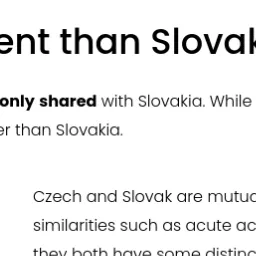 ent than Slovak
only shared with Slovakia. While
er than Slovakia.
Czech and Slovak are mutua
similarities such as acute ac
they both have some distinc